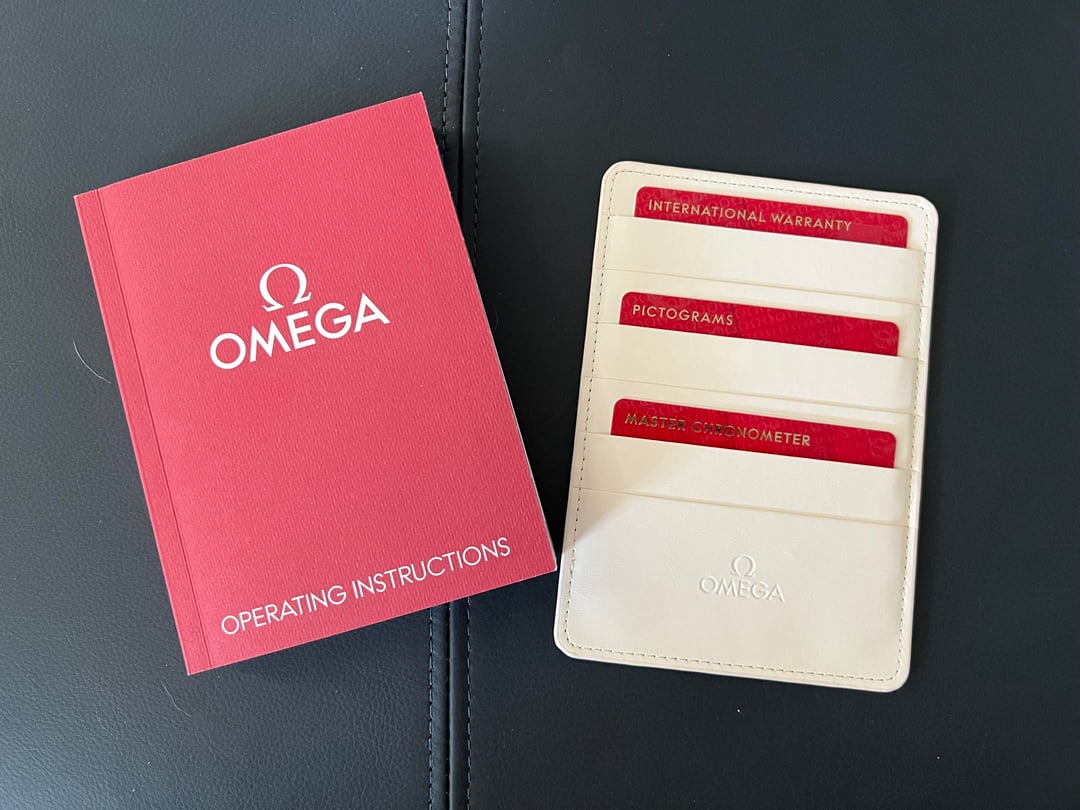 Ω
OMEGA
OPERATING INSTRUCTIONS
INTERNATIONAL WARRANTY
PICTOGRAMS
MASTER CHRONOMETER
Ω
OMEGA